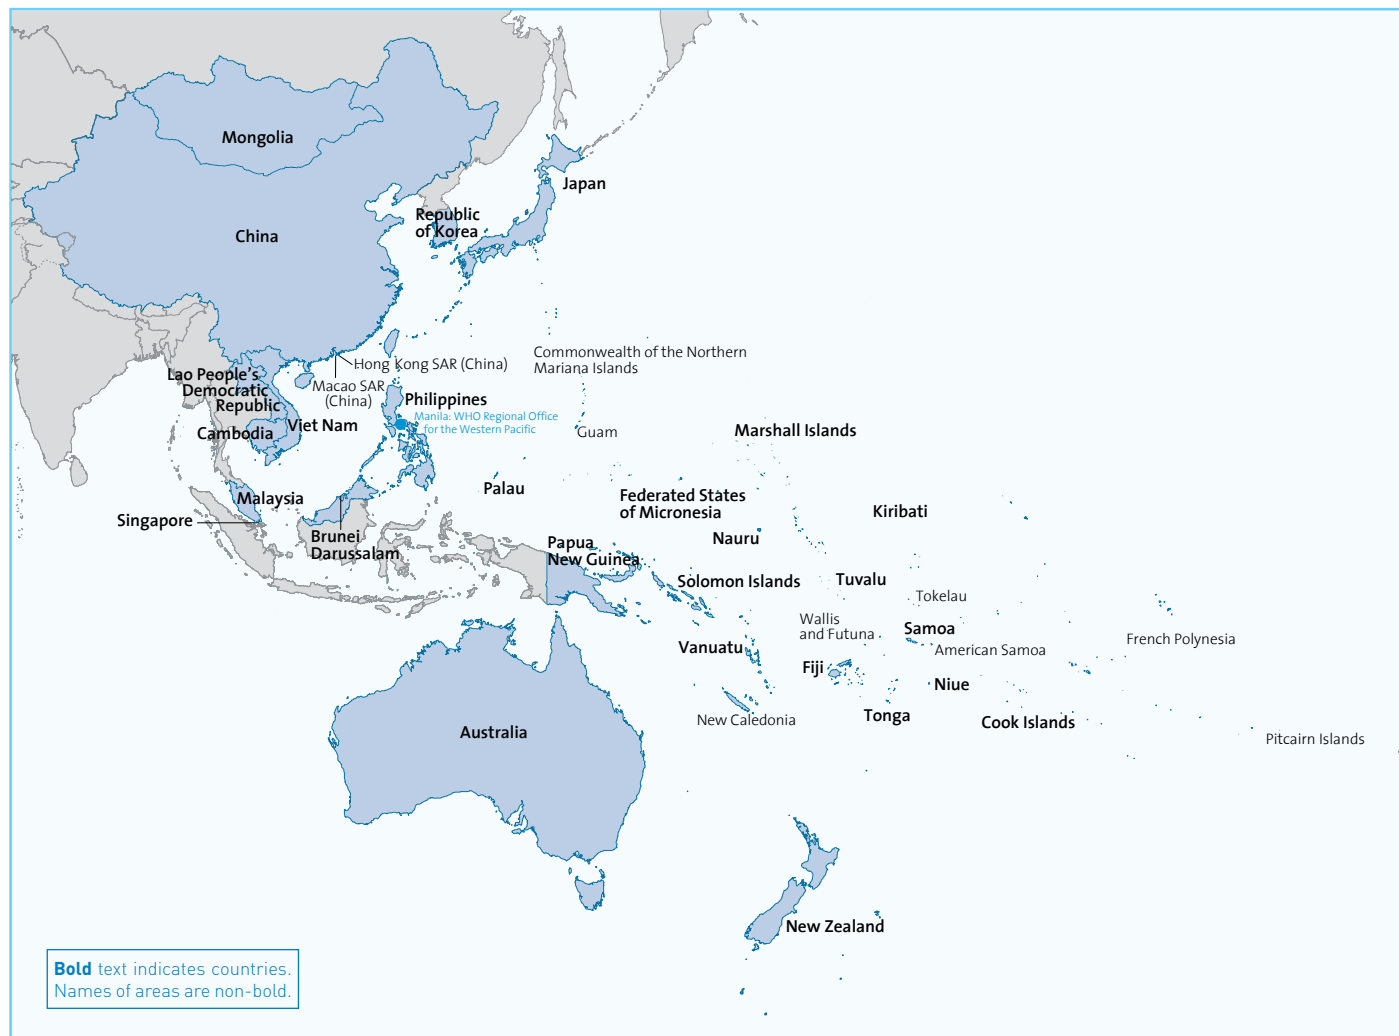 Mongolia
Japan
Republic
of Korea
China
Commonwealth of the Northern
Mariana Islands
Hong Kong SAR (China)
Lao People's
Democratic
Republic
Macao SAR
(China)
Philippines
Manila: WHO Regional Office
for the Western Pacific
Viet Nam
Cambodia
Guam
Marshall Islands
Palau
Malaysia
Federated States
of Micronesia
Kiribati
Singapore
Brunei
Darussalam
Nauru
Papua
New Guinea
Solomon Islands
Tuvalu
Tokelau
Wallis
and Futuna
Samoa
French Polynesia
Vanuatu
American Samoa
Fiji
Niue
New Caledonia
Tonga
Cook Islands
Australia
Pitcairn Islands
New Zealand
Bold text indicates countries.
Names of areas are non-bold.